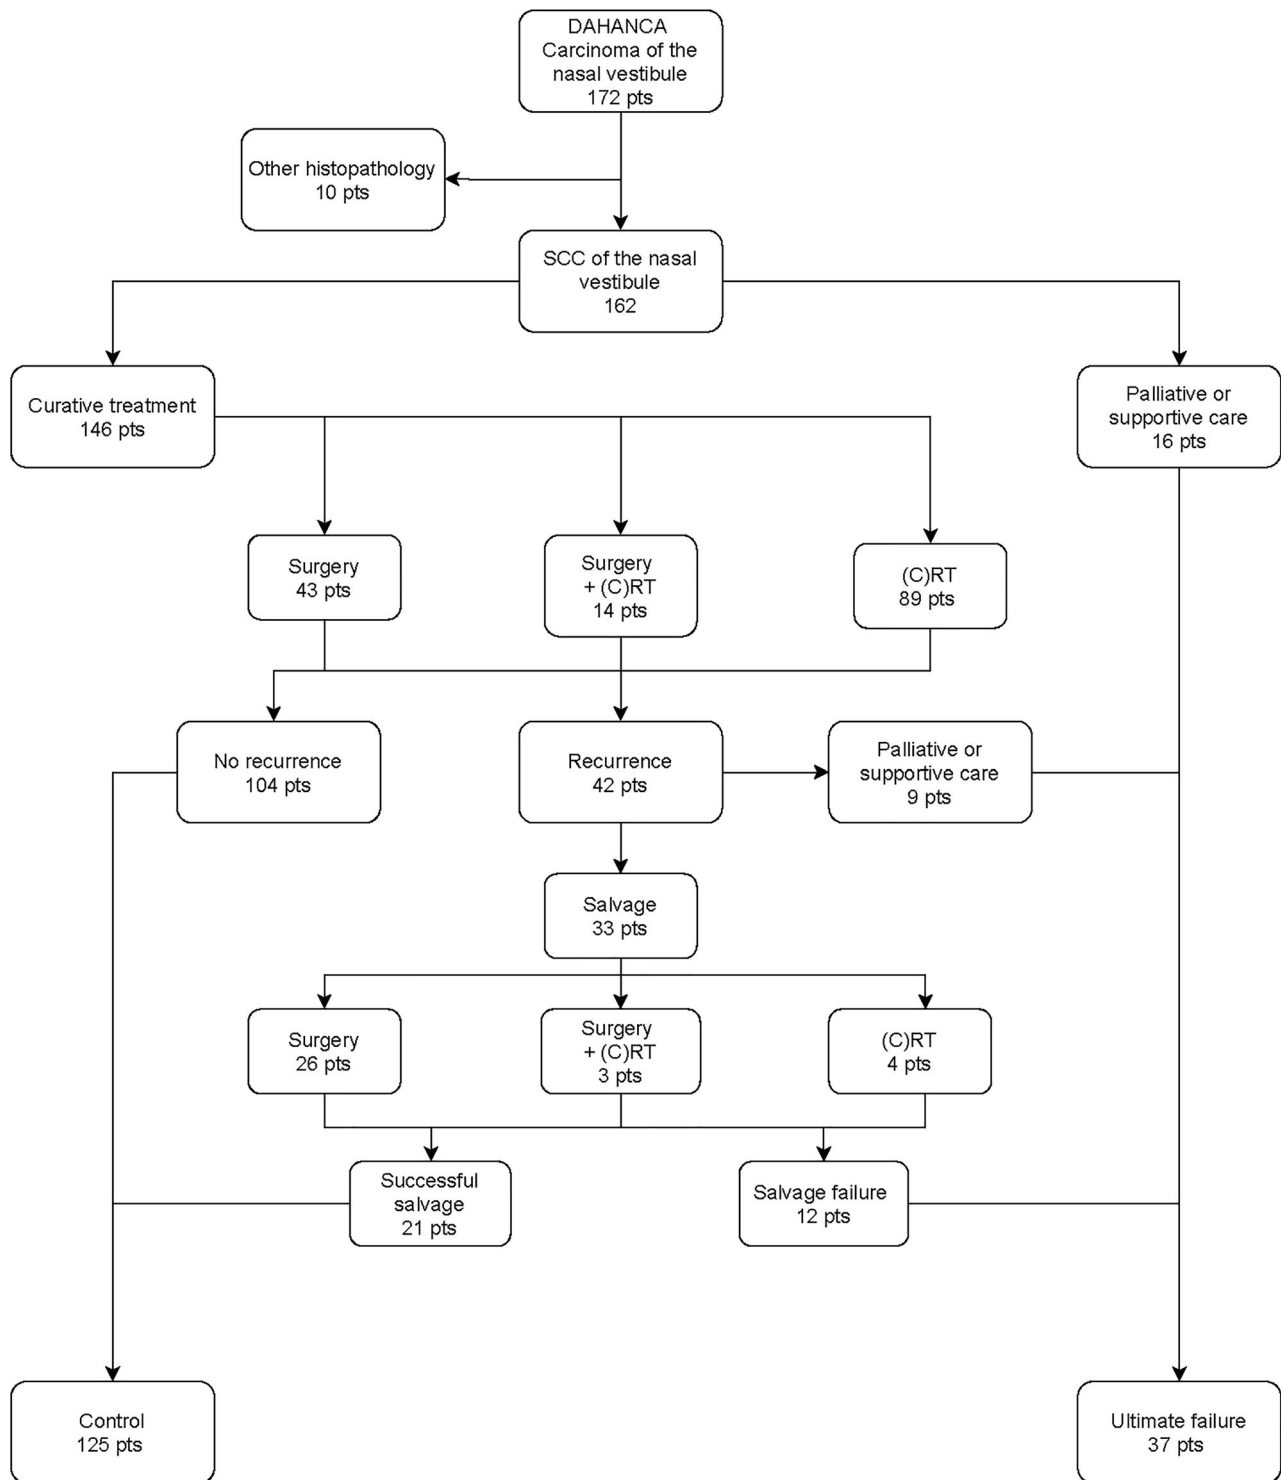 DAHANCA
Carcinoma of the
nasal vestibule
172 pts
Other histopathology
10 pts
SCC of the nasal
vestibule
162
Curative treatment
146 pts
Palliative or
supportive care
16 pts
Surgery
43 pts
Surgery
+ (C)RT
14 pts
(C)RT
89 pts
No recurrence
104 pts
Recurrence
42 pts
Palliative or
supportive care
9 pts
Salvage
33 pts
Surgery
26 pts
Surgery
+ (C)RT
3 pts
(C)RT
4 pts
Successful
salvage
21 pts
Salvage failure
12 pts
Control
125 pts
Ultimate failure
37 pts